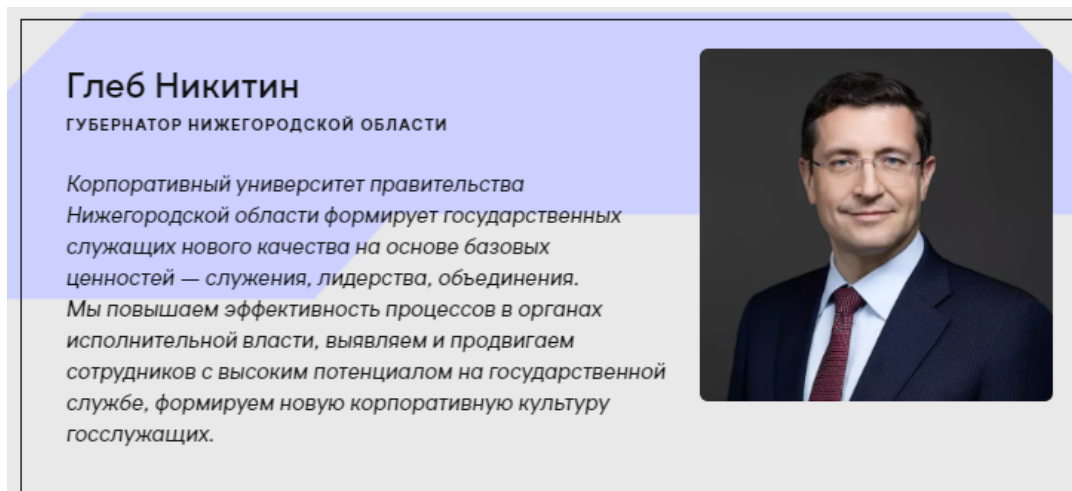 Глеб Никитин
ГУБЕРНАТОР НИЖЕГОРОДСКОЙ ОБЛАСТИ
Корпоративный университет правительства
Нижегородской области формирует государственных
служащих нового качества на основе базовых
ценностей — служения, лидерства, объединения.
Мы повышаем эффективность процессов в органах
исполнительной власти, выявляем и продвигаем
сотрудников с высоким потенциалом на государственной
службе, формируем новую корпоративную культуру
госслужащих.